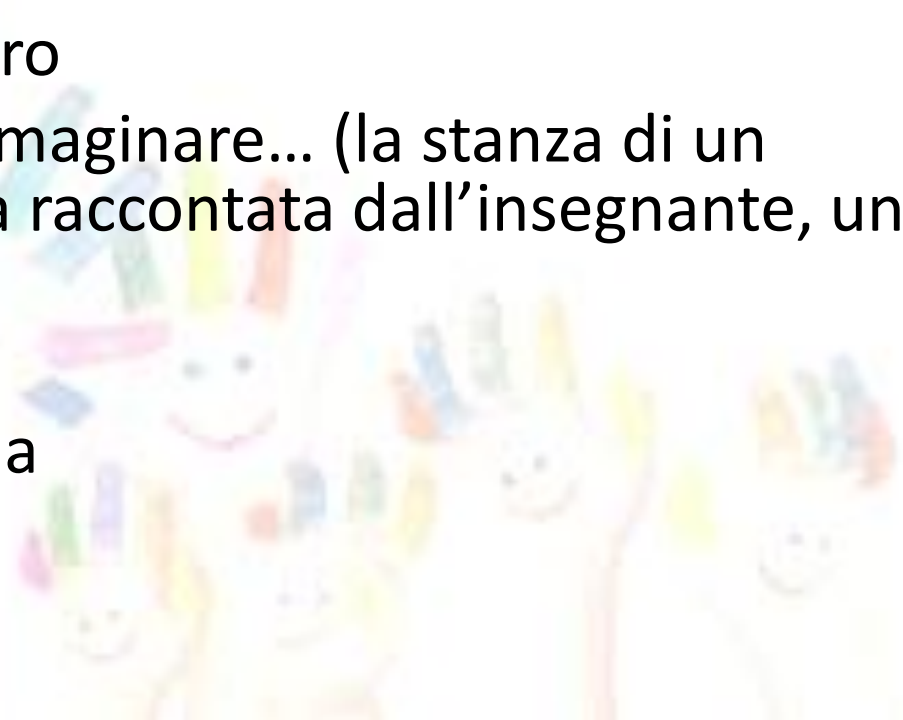 ro
maginare... (la stanza di un
a raccontata dall’insegnante, un
a